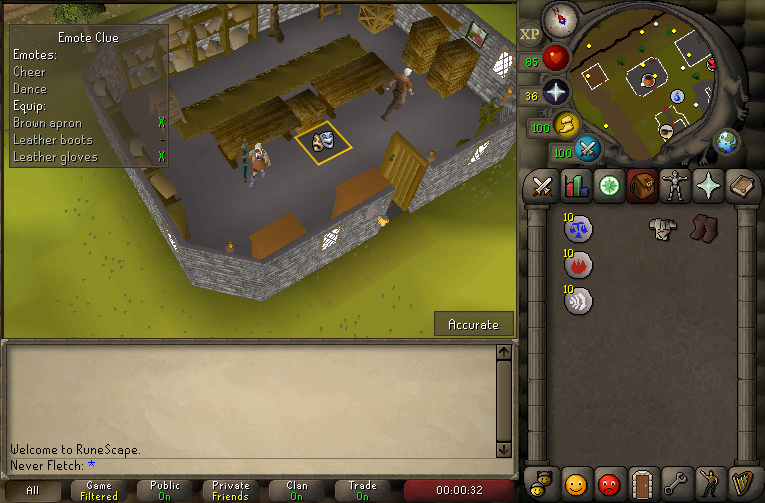 Emote Clue
Emotes:
Cheer
Dance
Equip:
Brown apron X
Leather boots -
Leather gloves X
Accurate
XP
85
36
100
100
10
10
10
Welcome to RuneScape.
Never Fletch: *
All
Game
Filtered
Public
On
Private
Friends
Clan
On
Trade
On
00:00:32